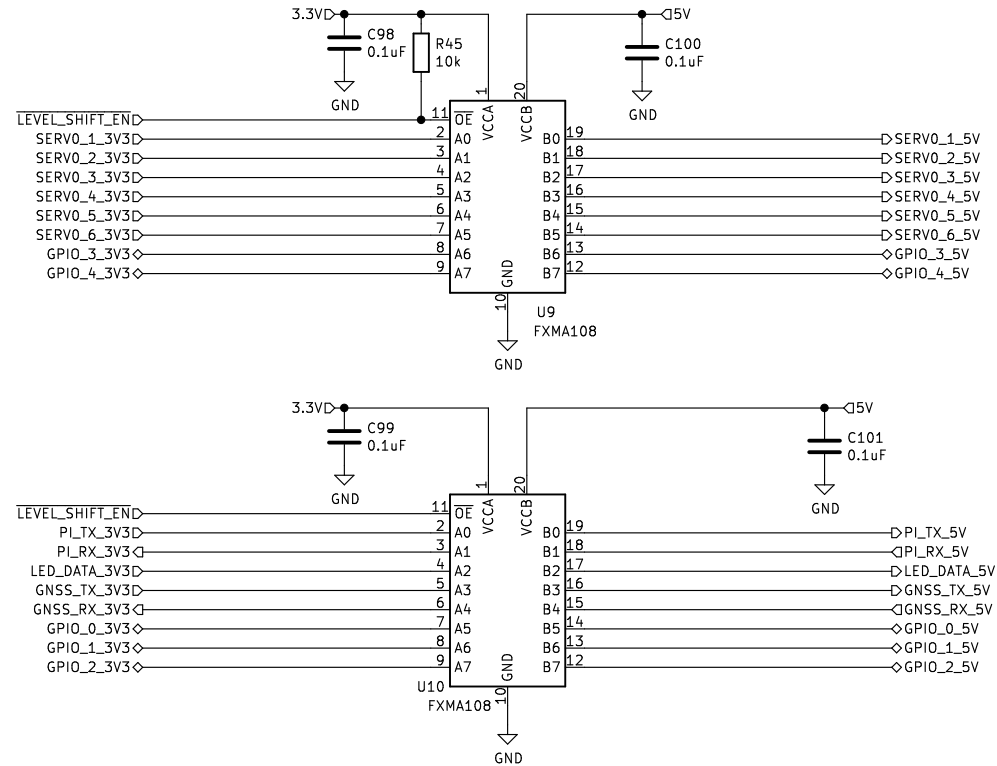 3.3V
C98
0.1uF
GND
R45
10k
5V
C100
0.1uF
GND
1
VCCA
20
VCCB
LEVEL_SHIFT_EN 11 OE
SERVO_1_3V3 2 A0 B0 19 SERVO_1_5V
SERVO_2_3V3 3 A1 B1 18 SERVO_2_5V
SERVO_3_3V3 4 A2 B2 17 SERVO_3_5V
SERVO_4_3V3 5 A3 B3 16 SERVO_4_5V
SERVO_5_3V3 6 A4 B4 15 SERVO_5_5V
SERVO_6_3V3 7 A5 B5 14 SERVO_6_5V
GPIO_3_3V3 8 A6 B6 13 GPIO_3_5V
GPIO_4_3V3 9 A7 B7 12 GPIO_4_5V
GND
10
U9
FXMA108
GND
3.3V
C99
0.1uF
GND
5V
C101
0.1uF
GND
1
VCCA
20
VCCB
LEVEL_SHIFT_EN 11 OE
PI_TX_3V3 2 A0 B0 19 PI_TX_5V
PI_RX_3V3 3 A1 B1 18 PI_RX_5V
LED_DATA_3V3 4 A2 B2 17 LED_DATA_5V
GNSS_TX_3V3 5 A3 B3 16 GNSS_TX_5V
GNSS_RX_3V3 6 A4 B4 15 GNSS_RX_5V
GPIO_0_3V3 7 A5 B5 14 GPIO_0_5V
GPIO_1_3V3 8 A6 B6 13 GPIO_1_5V
GPIO_2_3V3 9 A7 B7 12 GPIO_2_5V
GND
10
U10
FXMA108
GND